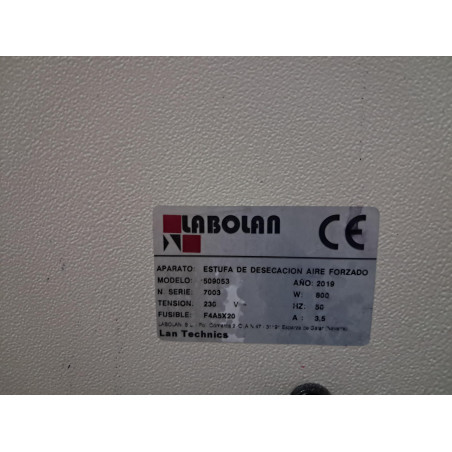 LABOLAN CE
APARATO: ESTUFA DE DESECACION AIRE FORZADO
MODELO: 509053 AÑO: 2019
N. SERIE: 7003 W: 800
TENSION: 230 V~ HZ: 50
FUSIBLE: F4A5X20 A: 3,5
LABOLAN, S.L.
Lan Technics